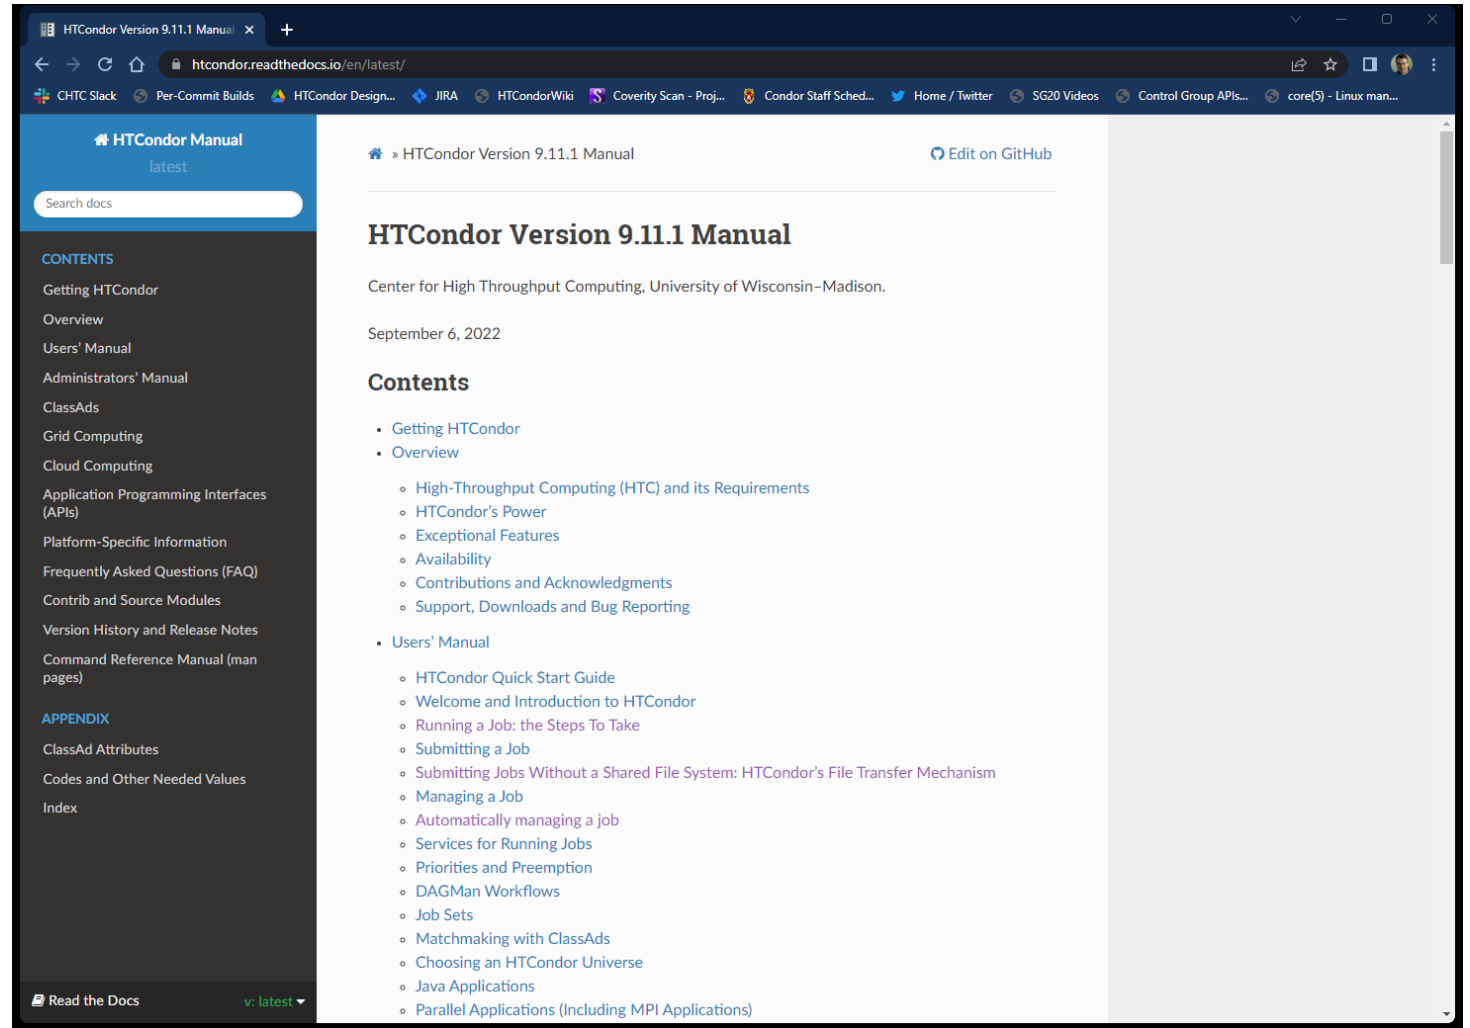 HTCondor Version 9.11.1 Manual
htcondor.readthedocs.io/en/latest/
CHTC Slack
Per-Commit Builds
HTCondor Design...
JIRA
HTCondorWiki
Coverity Scan - Proj...
Condor Staff Sched...
Home / Twitter
SG20 Videos
Control Group APIs...
core(5) - Linux man...
HTCondor Manual
latest
Search docs
CONTENTS
Getting HTCondor
Overview
Users' Manual
Administrators' Manual
ClassAds
Grid Computing
Cloud Computing
Application Programming Interfaces
(APIs)
Platform-Specific Information
Frequently Asked Questions (FAQ)
Contrib and Source Modules
Version History and Release Notes
Command Reference Manual (man
pages)
APPENDIX
ClassAd Attributes
Codes and Other Needed Values
Index
Read the Docs
v: latest
» HTCondor Version 9.11.1 Manual
Edit on GitHub
HTCondor Version 9.11.1 Manual
Center for High Throughput Computing, University of Wisconsin–Madison.
September 6, 2022
Contents
• Getting HTCondor
• Overview
◦ High-Throughput Computing (HTC) and its Requirements
◦ HTCondor's Power
◦ Exceptional Features
◦ Availability
◦ Contributions and Acknowledgments
◦ Support, Downloads and Bug Reporting
• Users' Manual
◦ HTCondor Quick Start Guide
◦ Welcome and Introduction to HTCondor
◦ Running a Job: the Steps To Take
◦ Submitting a Job
◦ Submitting Jobs Without a Shared File System: HTCondor's File Transfer Mechanism
◦ Managing a Job
◦ Automatically managing a job
◦ Services for Running Jobs
◦ Priorities and Preemption
◦ DAGMan Workflows
◦ Job Sets
◦ Matchmaking with ClassAds
◦ Choosing an HTCondor Universe
◦ Java Applications
◦ Parallel Applications (Including MPI Applications)